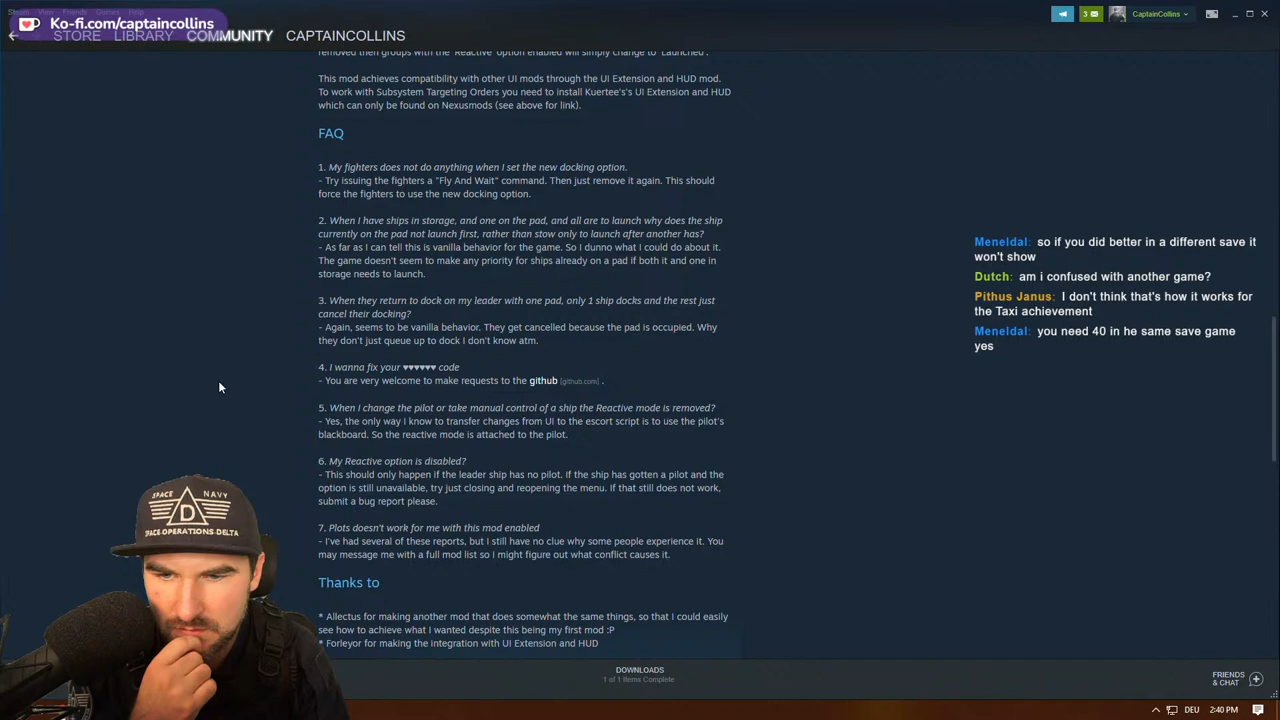 Steam View Friends Games Help
Ko-fi.com/captaincollins
STORE LIBRARY COMMUNITY CAPTAINCOLLINS
3
CaptainCollins
removed then groups with the 'Reactive' option enabled will simply change to 'Launched'.
This mod achieves compatibility with other UI mods through the UI Extension and HUD mod.
To work with Subsystem Targeting Orders you need to install Kuertee's's UI Extension and HUD
which can only be found on Nexusmods (see above for link).
FAQ
1. My fighters does not do anything when I set the new docking option.
- Try issuing the fighters a "Fly And Wait" command. Then just remove it again. This should
force the fighters to use the new docking option.
2. When I have ships in storage, and one on the pad, and all are to launch why does the ship
currently on the pad not launch first, rather than stow only to launch after another has?
- As far as I can tell this is vanilla behavior for the game. So I dunno what I could do about it.
The game doesn't seem to make any priority for ships already on a pad if both it and one in
storage needs to launch.
3. When they return to dock on my leader with one pad, only 1 ship docks and the rest just
cancel their docking?
- Again, seems to be vanilla behavior. They get cancelled because the pad is occupied. Why
they don't just queue up to dock I don't know atm.
4. I wanna fix your ♥♥♥♥♥♥ code
- You are very welcome to make requests to the github [github.com] .
5. When I change the pilot or take manual control of a ship the Reactive mode is removed?
- Yes, the only way I know to transfer changes from UI to the escort script is to use the pilot's
blackboard. So the reactive mode is attached to the pilot.
6. My Reactive option is disabled?
- This should only happen if the leader ship has no pilot. If the ship has gotten a pilot and the
option is still unavailable, try just closing and reopening the menu. If that still does not work,
submit a bug report please.
7. Plots doesn't work for me with this mod enabled
- I've had several of these reports, but I still have no clue why some people experience it. You
may message me with a full mod list so I might figure out what conflict causes it.
Thanks to
* Allectus for making another mod that does somewhat the same things, so that I could easily
see how to achieve what I wanted despite this being my first mod :P
* Forleyor for making the integration with UI Extension and HUD
Meneldal: so if you did better in a different save it
won't show
Dutch: am i confused with another game?
Pithus Janus: I don't think that's how it works for
the Taxi achievement
Meneldal: you need 40 in he same save game
yes
SPACE NAVY
D
SPACE OPERATIONS DELTA
DOWNLOADS
1 of 1 Items Complete
FRIENDS
& CHAT
DEU 2:40 PM